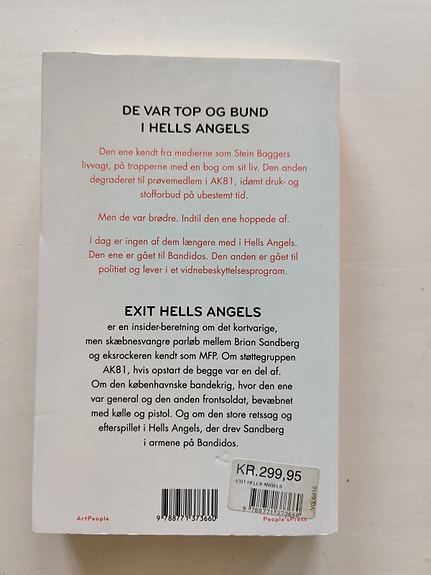 DE VAR TOP OG BUND
I HELLS ANGELS
Den ene kendt fra medierne som Stein Baggers
livvagt, på trapperne med en bog om sit liv. Den anden
degraderet til prøvemedlem i AK81, idømt druk- og
stofforbud på ubestemt tid.
Men de var brødre. Indtil den ene hoppede af.
I dag er ingen af dem længere med i Hells Angels.
Den ene er gået til Bandidos. Den anden er gået til
politiet og lever i et vidnebeskyttelsesprogram.
EXIT HELLS ANGELS
er en insider-beretning om det kortvarige,
men skæbnesvangre parløb mellem Brian Sandberg
og eksrockeren kendt som MFP. Om støttegruppen
AK81, hvis opstart de begge var en del af.
Om den københavnske bandekrig, hvor den ene
var general og den anden frontsoldat, bevæbnet
med kølle og pistol. Og om den store retssag og
efterspillet i Hells Angels, der drev Sandberg
i armene på Bandidos.
KR.299,95
EXIT HELLS ANGELS
9 788771 373660
ArtPeople
9 788771 373660
People'sPress